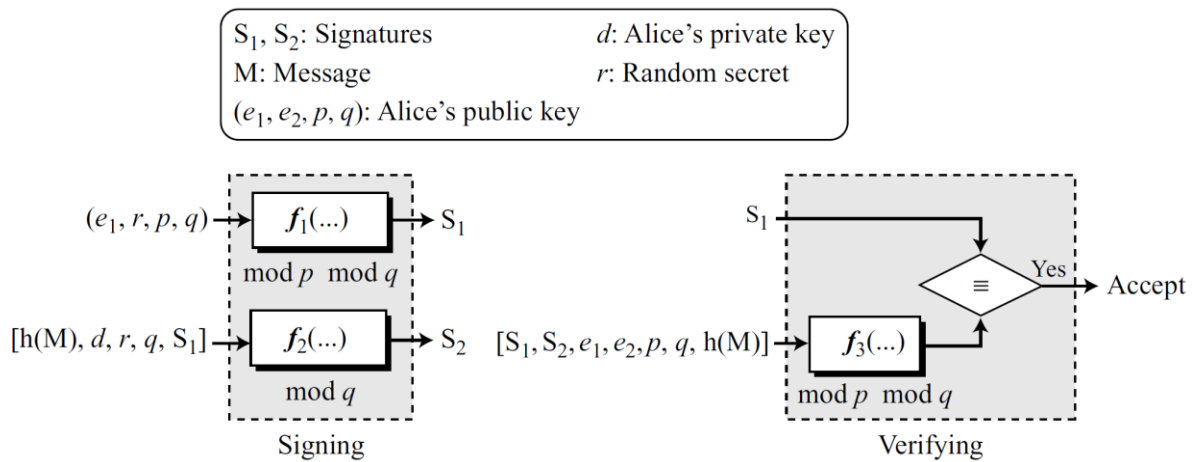 S₁, S₂: Signatures d: Alice's private key
M: Message r: Random secret
(e₁, e₂, p, q): Alice's public key
(e₁, r, p, q)
f₁(...)
S₁
mod p mod q
[h(M), d, r, q, S₁]
f₂(...)
S₂
mod q
Signing
S₁
≡
Yes
Accept
[S₁, S₂, e₁, e₂, p, q, h(M)]
f₃(...)
mod p mod q
Verifying